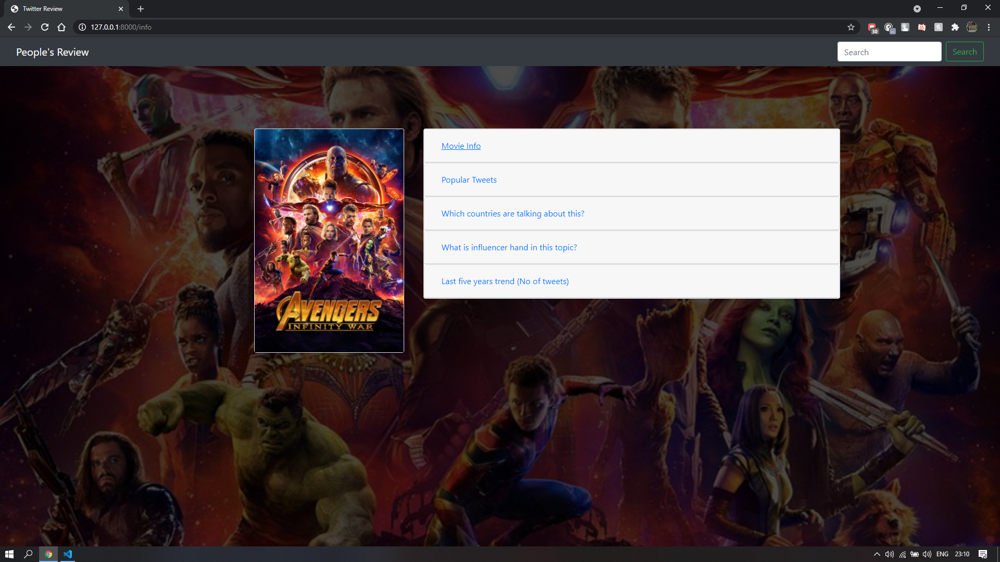 Twitter Review
127.0.0.1:8000/info
30
People's Review
Search
Search
Movie Info
Popular Tweets
Which countries are talking about this?
What is influencer hand in this topic?
Last five years trend (No of tweets)
AVENGERS
INFINITY WAR
ENG
23:10